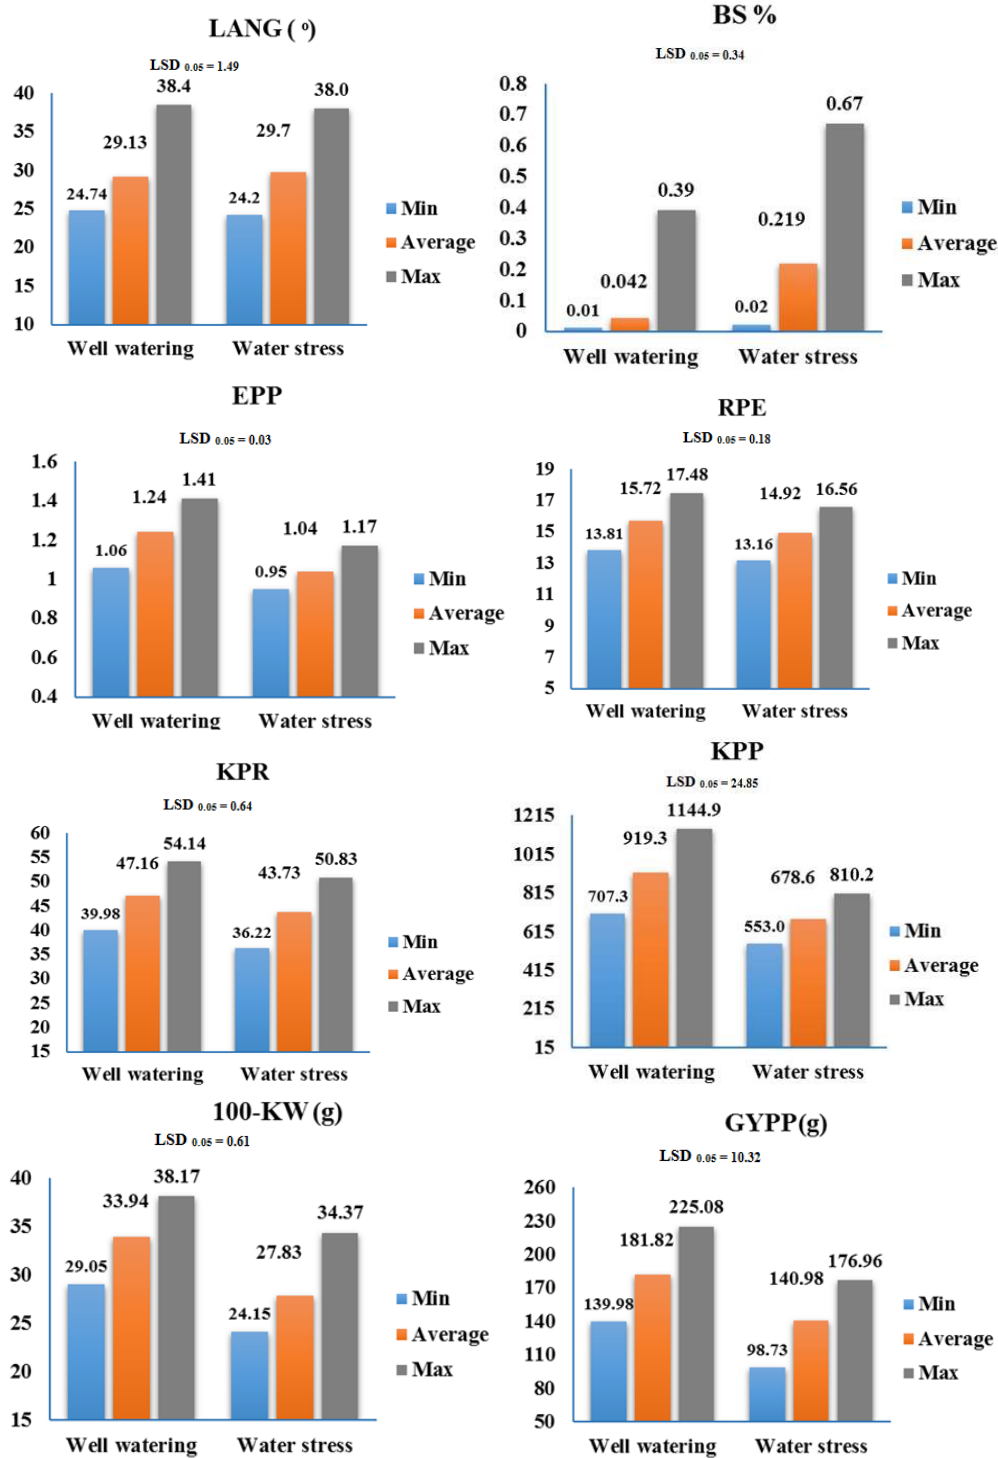 LANG ( º)
LSD 0.05 = 1.49
40
35
30
25
20
15
10
24.74
29.13
38.4
24.2
29.7
38.0
Well watering
Water stress
Min
Average
Max
BS %
LSD 0.05 = 0.34
0.8
0.7
0.6
0.5
0.4
0.3
0.2
0.1
0
0.01
0.042
0.39
0.02
0.219
0.67
Well watering
Water stress
Min
Average
Max
EPP
LSD 0.05 = 0.03
1.6
1.4
1.2
1
0.8
0.6
0.4
1.06
1.24
1.41
0.95
1.04
1.17
Well watering
Water stress
Min
Average
Max
RPE
LSD 0.05 = 0.18
19
17
15
13
11
9
7
5
13.81
15.72
17.48
13.16
14.92
16.56
Well watering
Water stress
Min
Average
Max
KPR
LSD 0.05 = 0.64
60
55
50
45
40
35
30
25
20
15
39.98
47.16
54.14
36.22
43.73
50.83
Well watering
Water stress
Min
Average
Max
KPP
LSD 0.05 = 24.85
1215
1015
815
615
415
215
15
707.3
919.3
1144.9
553.0
678.6
810.2
Well watering
Water stress
Min
Average
Max
100-KW (g)
LSD 0.05 = 0.61
40
35
30
25
20
15
29.05
33.94
38.17
24.15
27.83
34.37
Well watering
Water stress
Min
Average
Max
GYPP(g)
LSD 0.05 = 10.32
260
230
200
170
140
110
80
50
139.98
181.82
225.08
98.73
140.98
176.96
Well watering
Water stress
Min
Average
Max